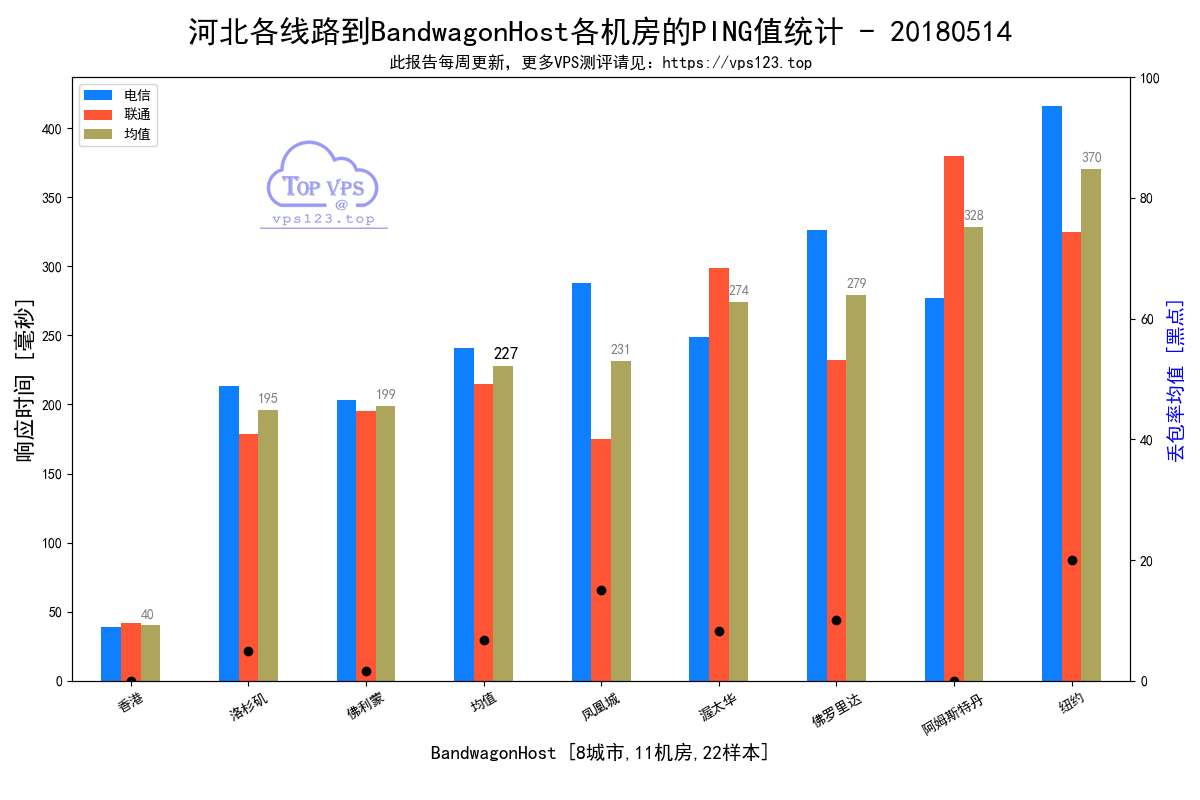 河北各线路到BandwagonHost各机房的PING值统计 - 20180514
此报告每周更新，更多VPS测评请见：https://vps123.top
电信
联通
均值
TOP VPS
@
vps123.top
响应时间 [毫秒]
400
350
300
250
200
150
100
50
0
40
195
199
227
231
274
279
328
370
100
80
60
40
20
0
丢包率均值 [黑点]
香港
洛杉矶
佛利蒙
均值
凤凰城
渥太华
佛罗里达
阿姆斯特丹
纽约
BandwagonHost [8城市,11机房,22样本]